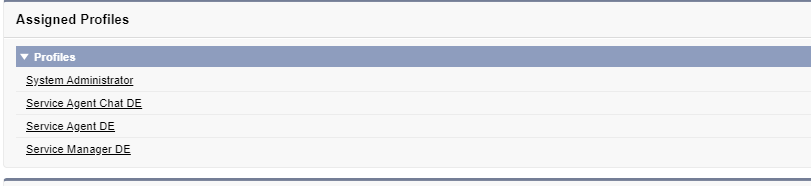 Assigned Profiles
Profiles
System Administrator
Service Agent Chat DE
Service Agent DE
Service Manager DE